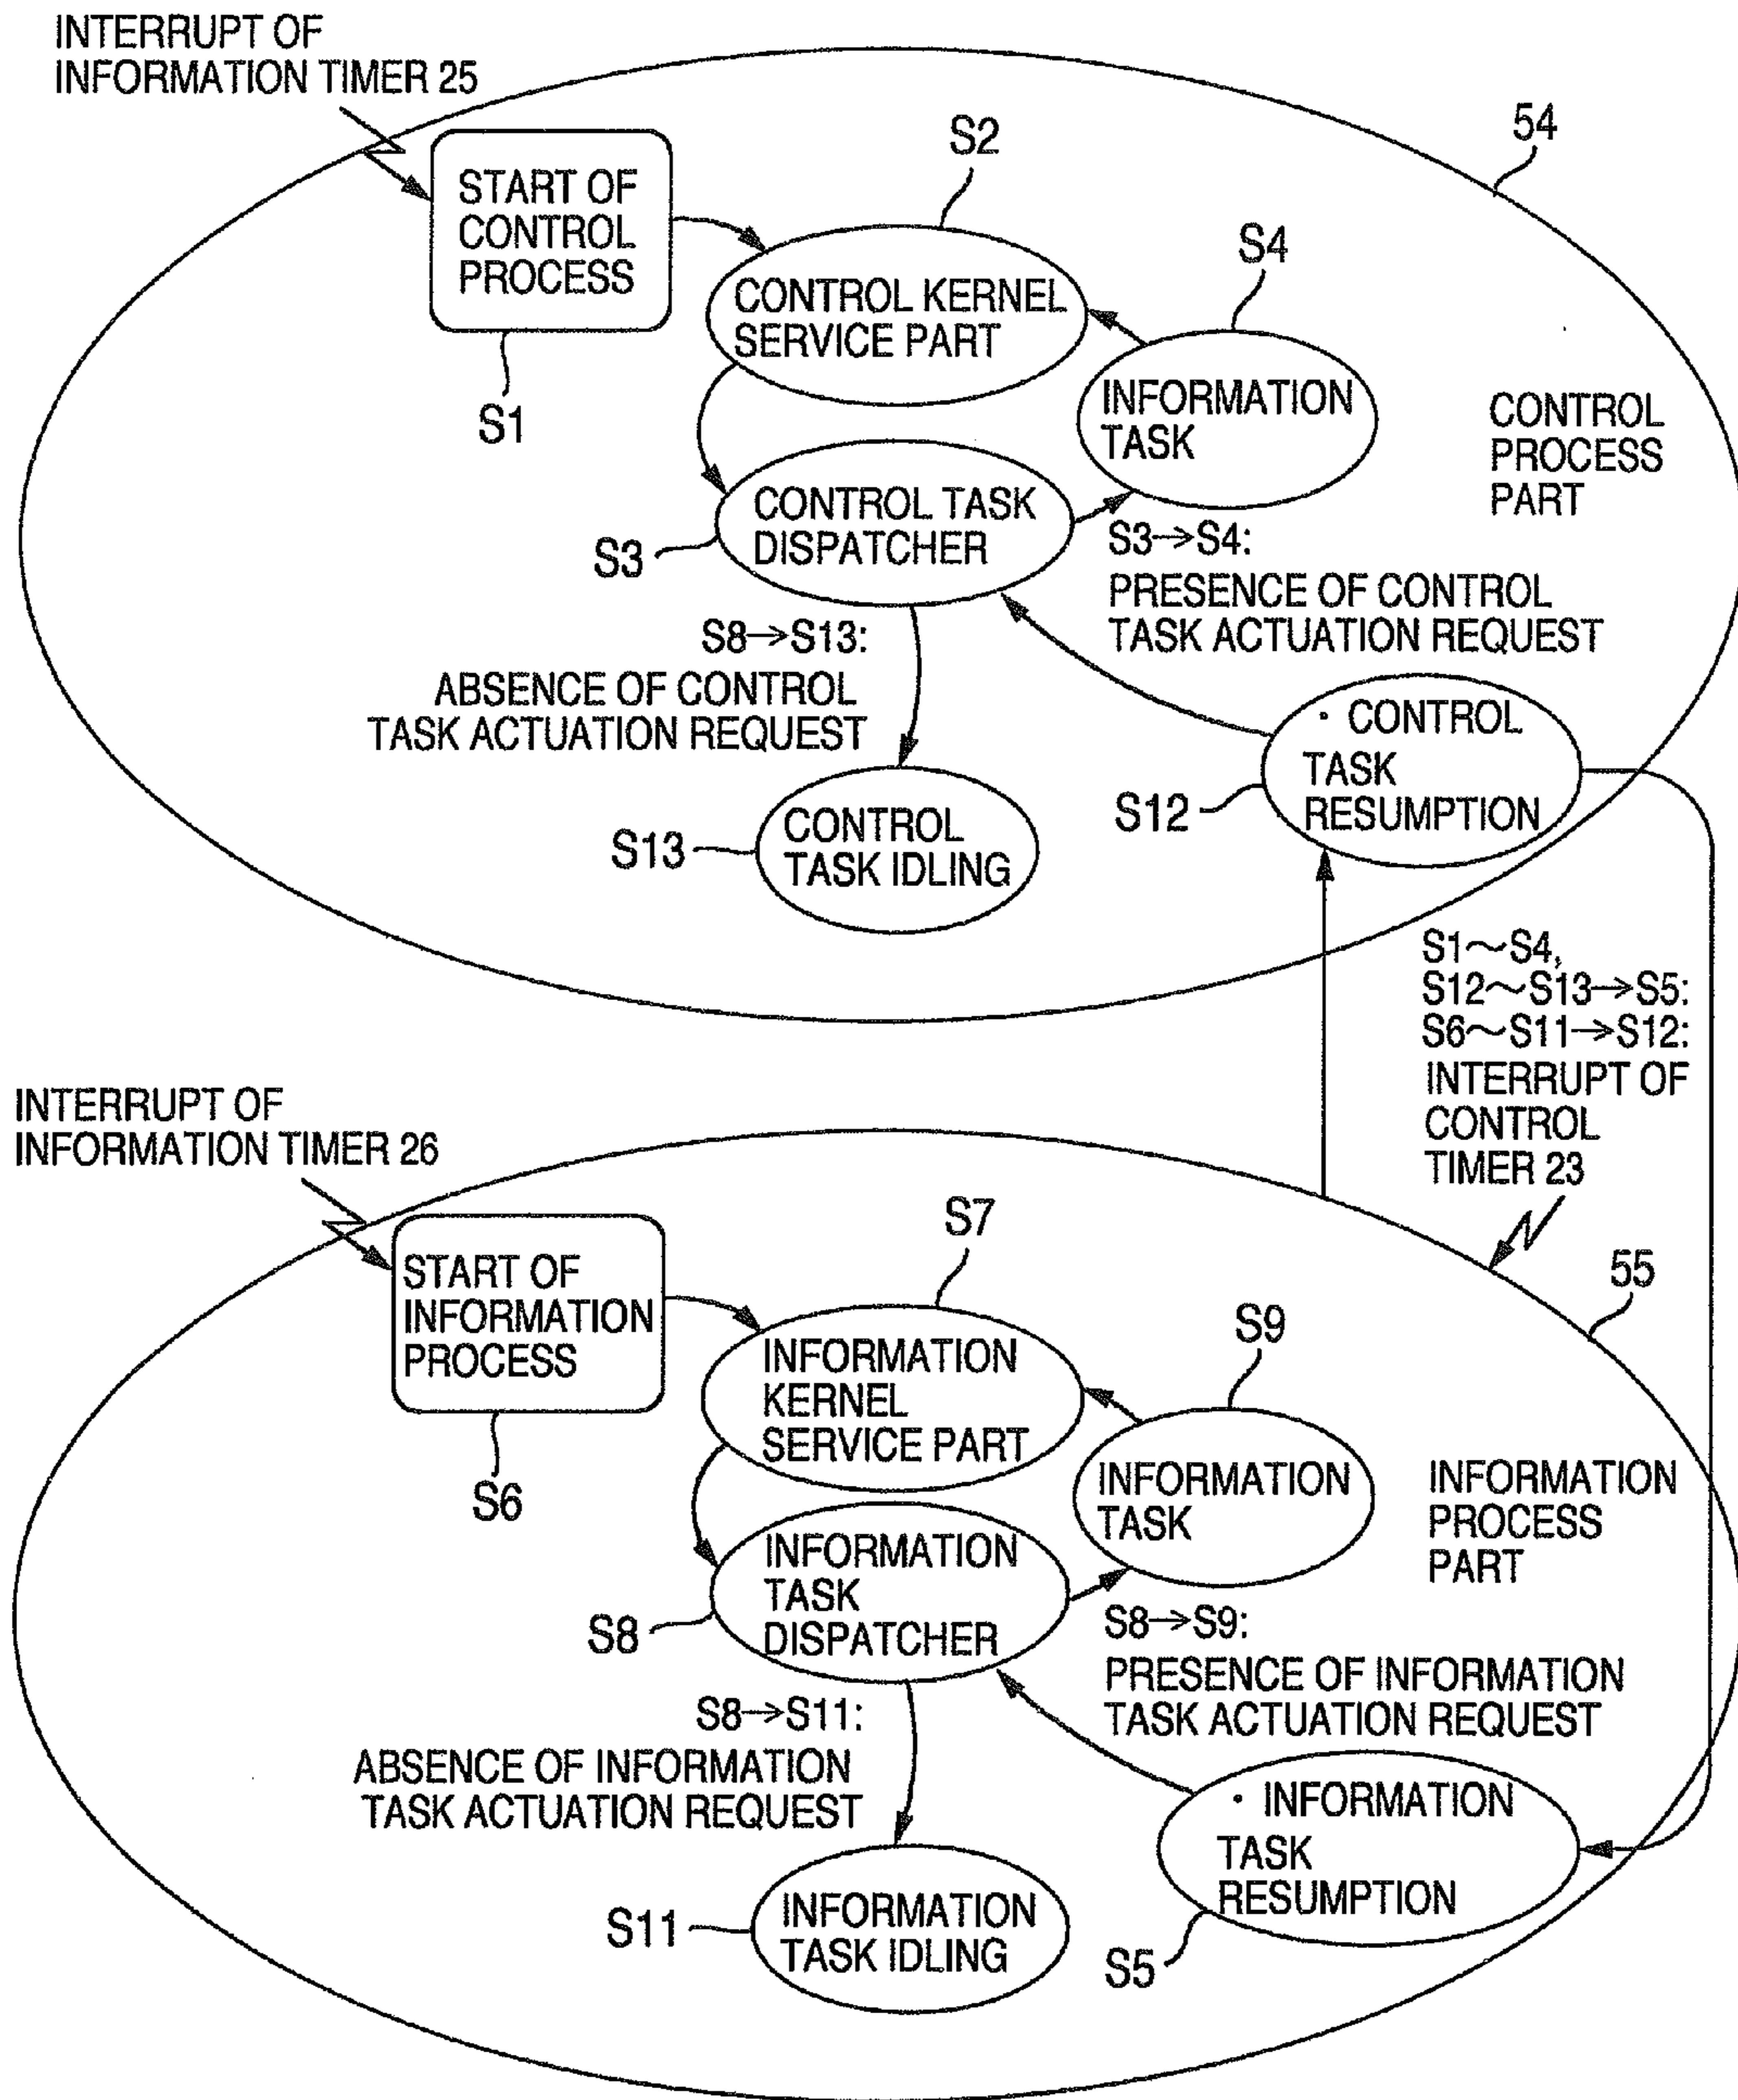 INTERRUPT OF
INFORMATION TIMER 25
54
S2
START OF
CONTROL
PROCESS
S4
CONTROL KERNEL
SERVICE PART
S1
INFORMATION
TASK
CONTROL
PROCESS
PART
CONTROL TASK
DISPATCHER
S3
S3→S4:
PRESENCE OF CONTROL
TASK ACTUATION REQUEST
S8→S13:
ABSENCE OF CONTROL
TASK ACTUATION REQUEST
· CONTROL
TASK
RESUMPTION
S12
S13
CONTROL
TASK IDLING
S1～S4,
S12～S13→S5:
S6～S11→S12:
INTERRUPT OF
CONTROL
TIMER 23
INTERRUPT OF
INFORMATION TIMER 26
S7
55
START OF
INFORMATION
PROCESS
S9
INFORMATION
KERNEL
SERVICE PART
S6
INFORMATION
TASK
INFORMATION
PROCESS
PART
INFORMATION
TASK
DISPATCHER
S8
S8→S9:
PRESENCE OF INFORMATION
TASK ACTUATION REQUEST
S8→S11:
ABSENCE OF INFORMATION
TASK ACTUATION REQUEST
· INFORMATION
TASK
RESUMPTION
S11
INFORMATION
TASK IDLING
S5